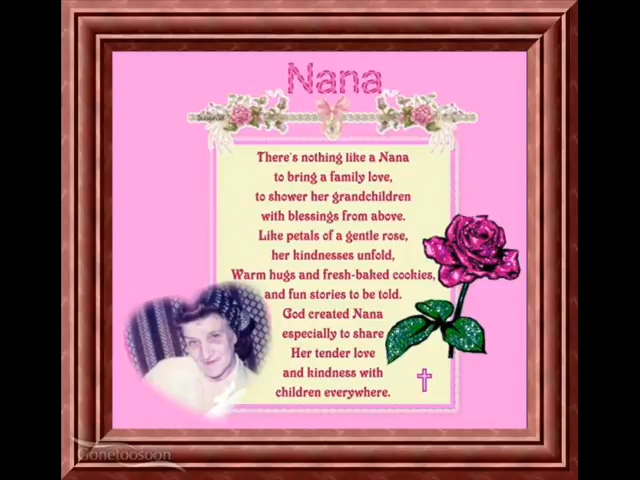 Nana
There's nothing like a Nana
to bring a family love,
to shower her grandchildren
with blessings from above.
Like petals of a gentle rose,
her kindnesses unfold,
Warm hugs and fresh-baked cookies,
and fun stories to be told.
God created Nana
especially to share
Her tender love
and kindness with
children everywhere.
Gonetoosoon